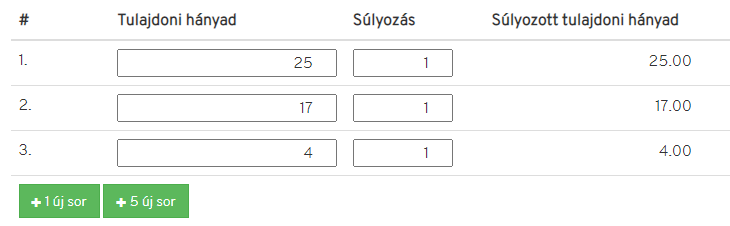 # Tulajdoni hányad Súlyozás Súlyozott tulajdoni hányad
1. 25 1 25.00
2. 17 1 17.00
3. 4 1 4.00
+ 1 új sor + 5 új sor